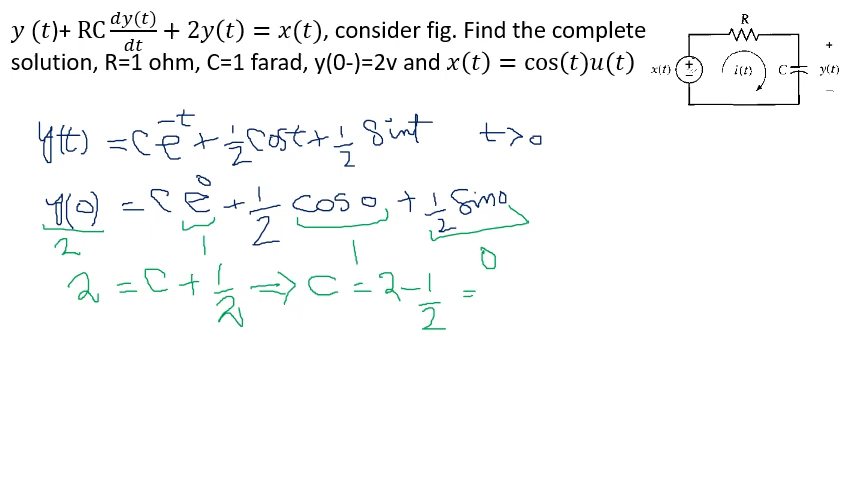 y (t)+ RC dy(t)/dt + 2y(t) = x(t), consider fig. Find the complete
solution, R=1 ohm, C=1 farad, y(0-)=2v and x(t) = cos(t)u(t)
R
x(t) + − i(t) C + y(t) −
y(t) = C e^-t + 1/2 Cost + 1/2 Sint t>0
y(0) = C e^0 + 1/2 cos 0 + 1/2 Sin0
2 1 1 0
2 = C + 1/2 ⟹ C = 2 - 1/2 =